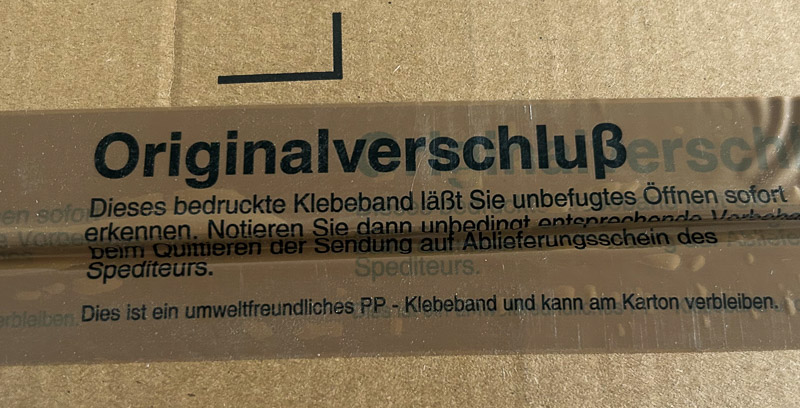 Originalverschluß
Dieses bedruckte Klebeband läßt Sie unbefugtes Öffnen sofort
erkennen. Notieren Sie dann unbedingt entsprechende Vorbehalte
beim Quittieren der Sendung auf Ablieferungsschein des
Spediteurs.
Dies ist ein umweltfreundliches PP - Klebeband und kann am Karton verbleiben.